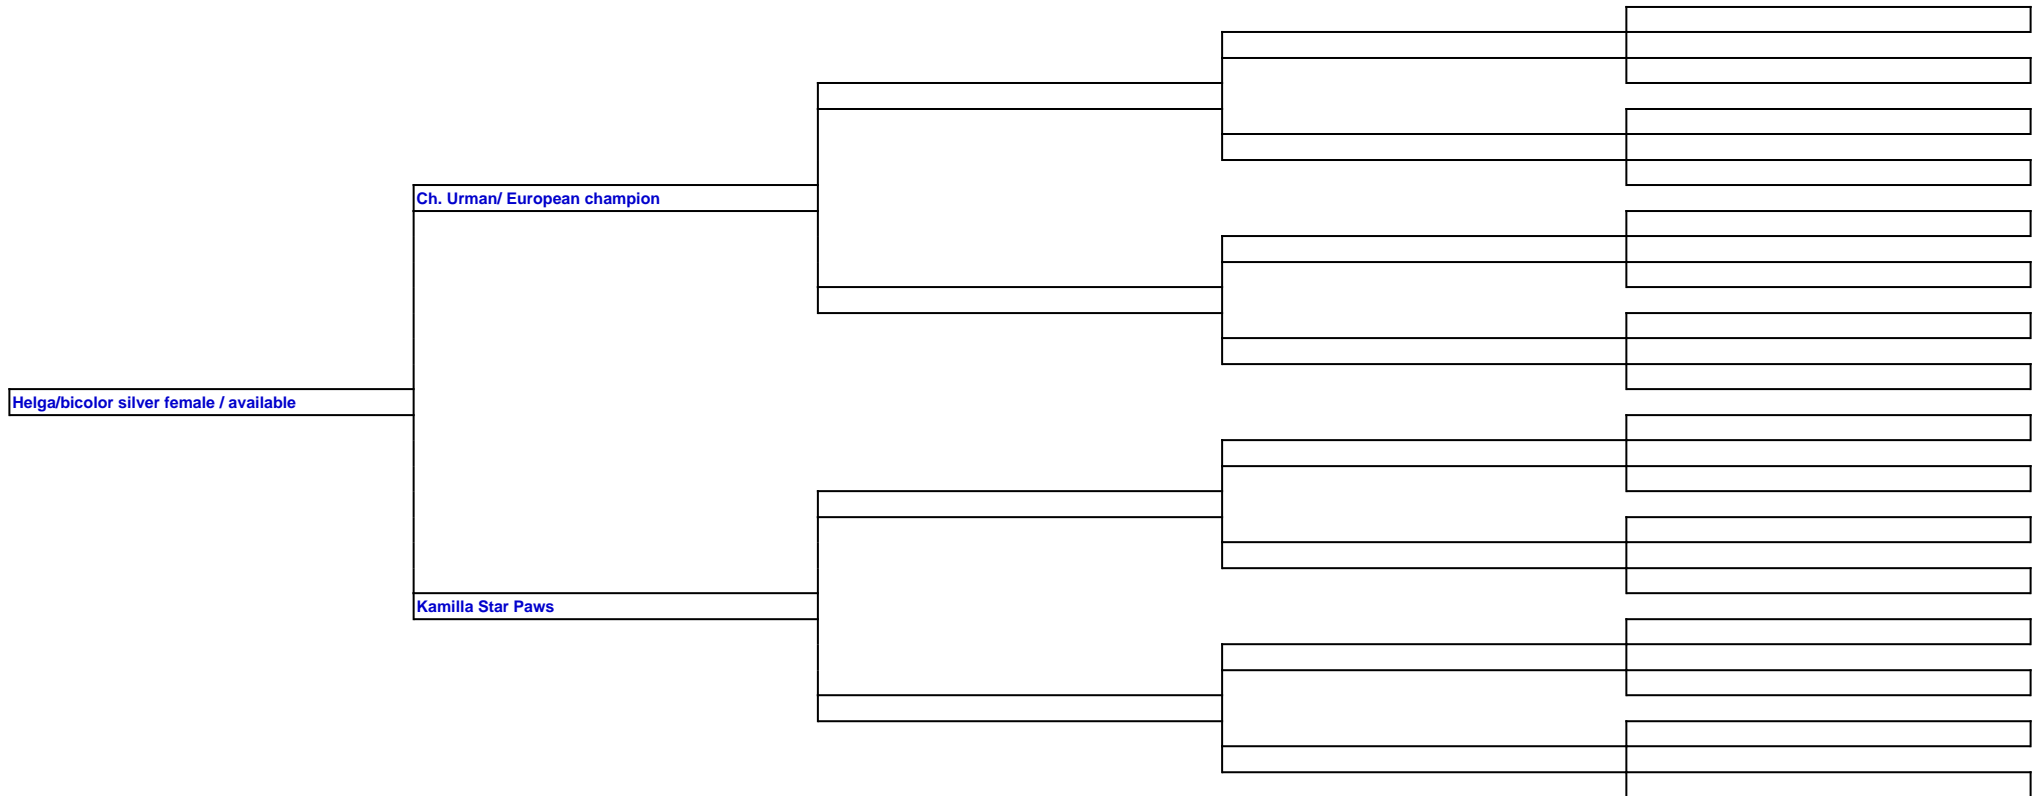 Ch. Urman/ European champion
Helga/bicolor silver female / available
Kamilla Star Paws